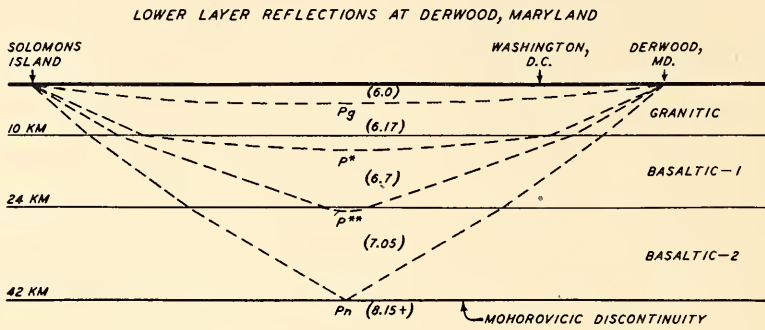 LOWER LAYER REFLECTIONS AT DERWOOD, MARYLAND
SOLOMONS
ISLAND
WASHINGTON,
D.C.
DERWOOD,
MD.
(6.0)
Pg
GRANITIC
10 KM
(6.17)
P*
(6.7)
BASALTIC-1
24 KM
P**
(7.05)
BASALTIC-2
42 KM
Pn (8.15+)
MOHOROVICIC DISCONTINUITY